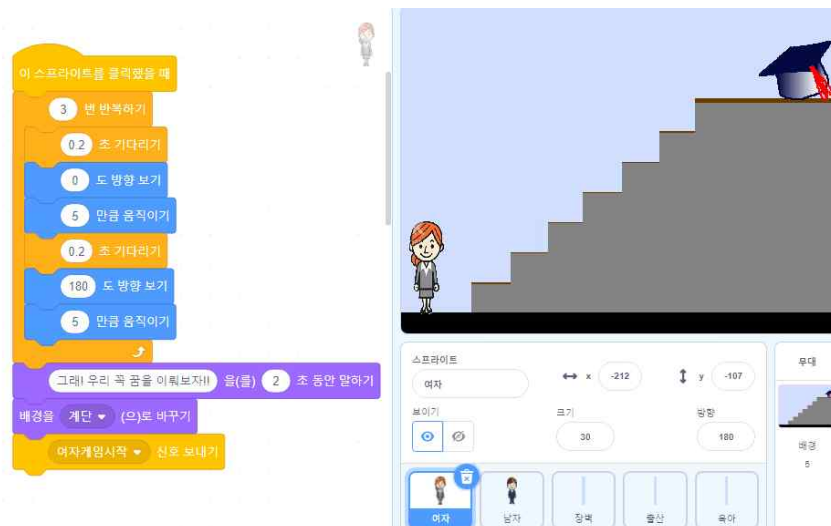 이 스프라이트를 클릭했을 때
3 번 반복하기
0.2 초 기다리기
0 도 방향 보기
5 만큼 움직이기
0.2 초 기다리기
180 도 방향 보기
5 만큼 움직이기
그래! 우리 꼭 꿈을 이뤄보자!! 을(를) 2 초 동안 말하기
배경을 계단 (으)로 바꾸기
여자게임시작 신호 보내기
스프라이트
여자
x -212
y -107
보이기
크기
30
방향
180
여자
남자
장벽
출산
육아
무대
배경
6